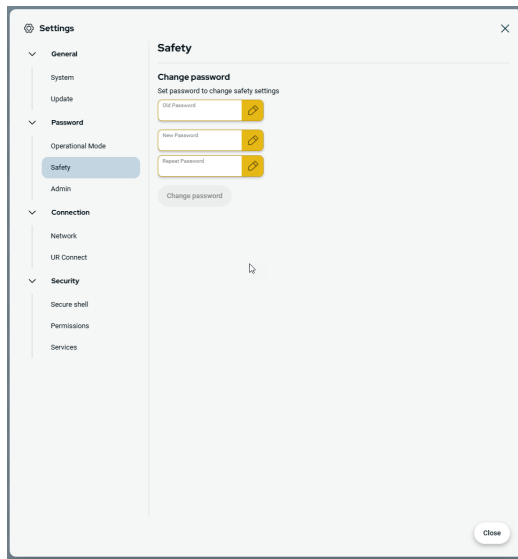 Settings
General
System
Update
Password
Operational Mode
Safety
Admin
Connection
Network
UR Connect
Security
Secure shell
Permissions
Services
Safety
Change password
Set password to change safety settings
Old Password
New Password
Repeat Password
Change password
Close